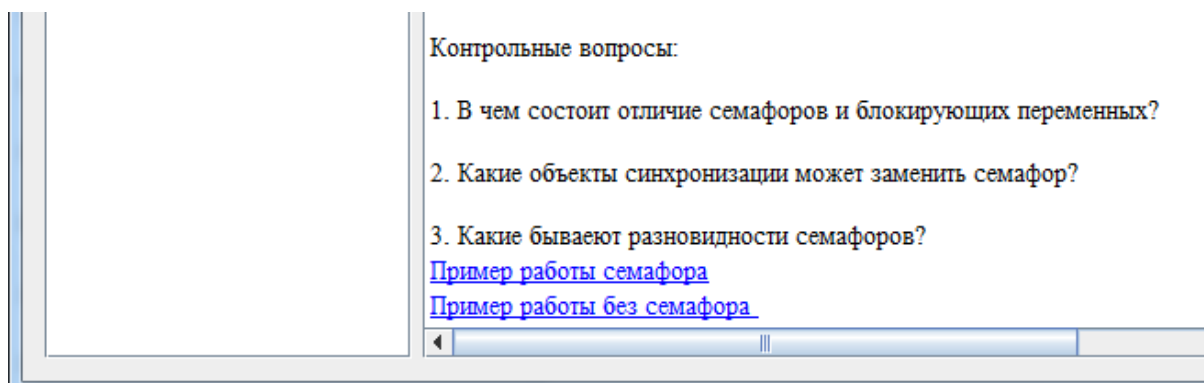 Контрольные вопросы:
1. В чем состоит отличие семафоров и блокирующих переменных?
2. Какие объекты синхронизации может заменить семафор?
3. Какие бываеют разновидности семафоров?
Пример работы семафора
Пример работы без семафора